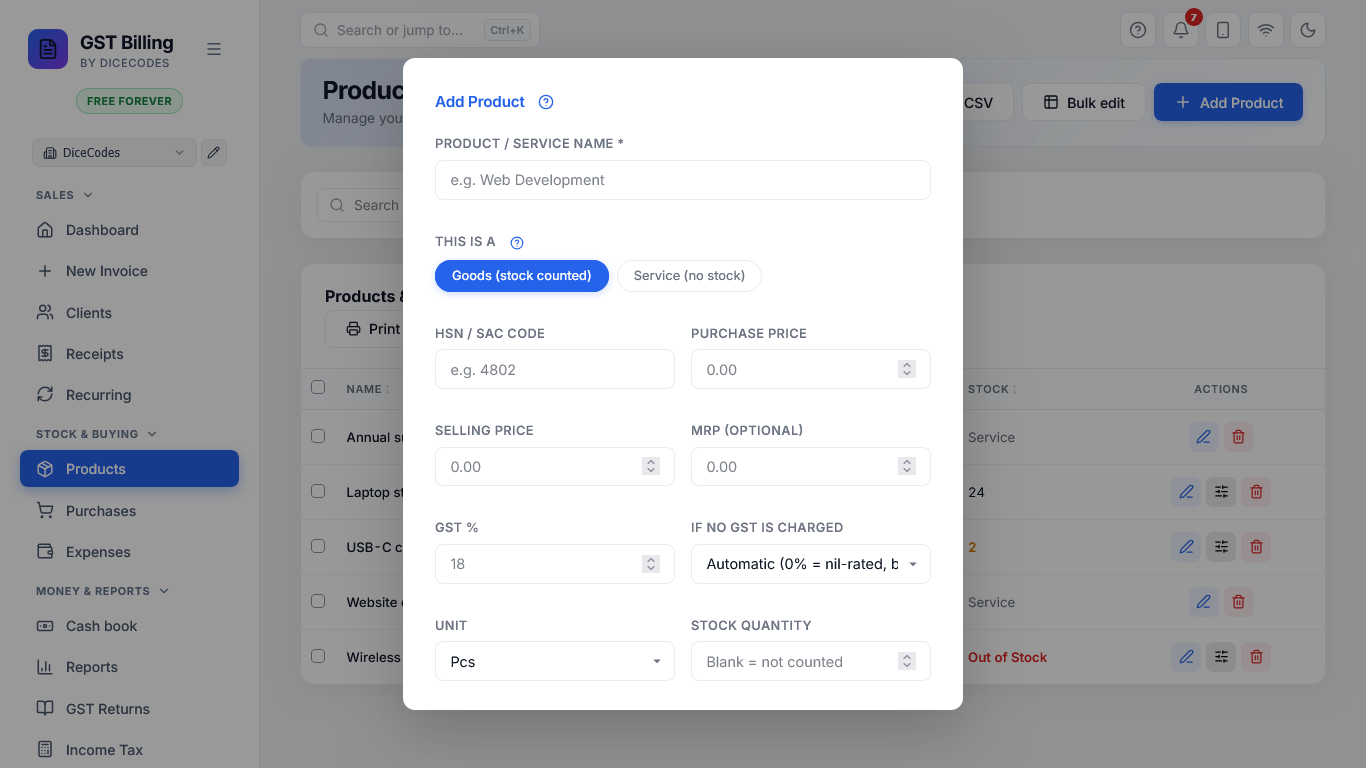 GST Billing
BY DICECODES
FREE FOREVER
DiceCodes
SALES
Dashboard
New Invoice
Clients
Receipts
Recurring
STOCK & BUYING
Products
Purchases
Expenses
MONEY & REPORTS
Cash book
Reports
GST Returns
Income Tax
Search or jump to...
Ctrl+K
7
Manage you
CSV
Bulk edit
Add Product
Search
Products &
Print
NAME
STOCK
ACTIONS
Annual
Service
Laptop
24
USB-C
2
Website
Service
Wireless
Out of Stock
Add Product
PRODUCT / SERVICE NAME *
e.g. Web Development
THIS IS A
Goods (stock counted)
Service (no stock)
HSN / SAC CODE
PURCHASE PRICE
e.g. 4802
0.00
SELLING PRICE
MRP (OPTIONAL)
0.00
0.00
GST %
IF NO GST IS CHARGED
18
Automatic (0% = nil-rated, b
UNIT
STOCK QUANTITY
Pcs
Blank = not counted